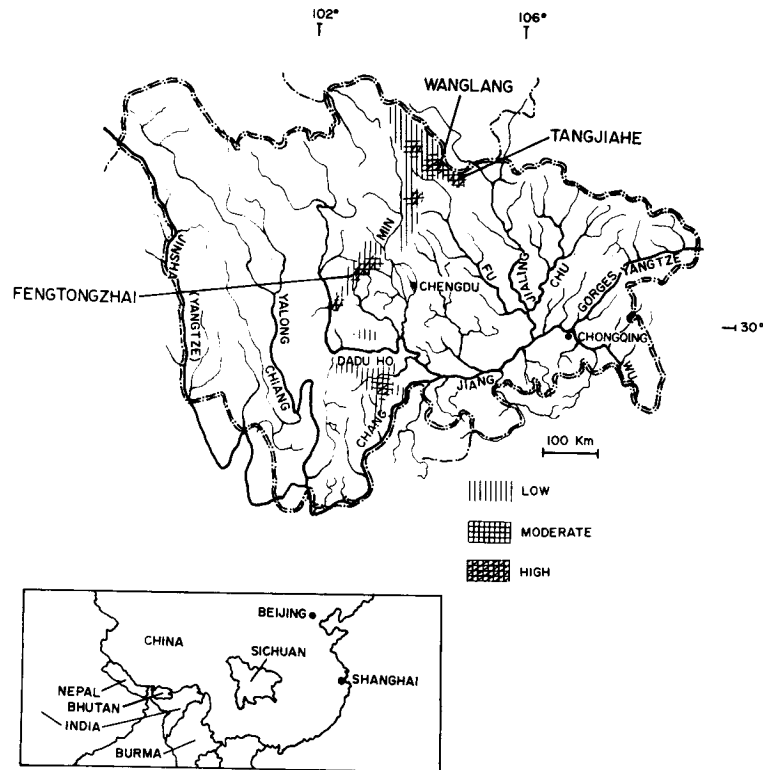 102°
106°
WANGLANG
TANGJIAHE
MIN
JINSHA
(YANGTZE)
FENGTONGZHAI
YALONG
CHIANG
CHENGDU
FU
JIALING
CHU
GORGES YANGTZE
30°
CHONGQING
DADU HO
JIANG
WU
CHANG
100 Km
LOW
MODERATE
HIGH
BEIJING
CHINA
SICHUAN
SHANGHAI
NEPAL
BHUTAN
INDIA
BURMA